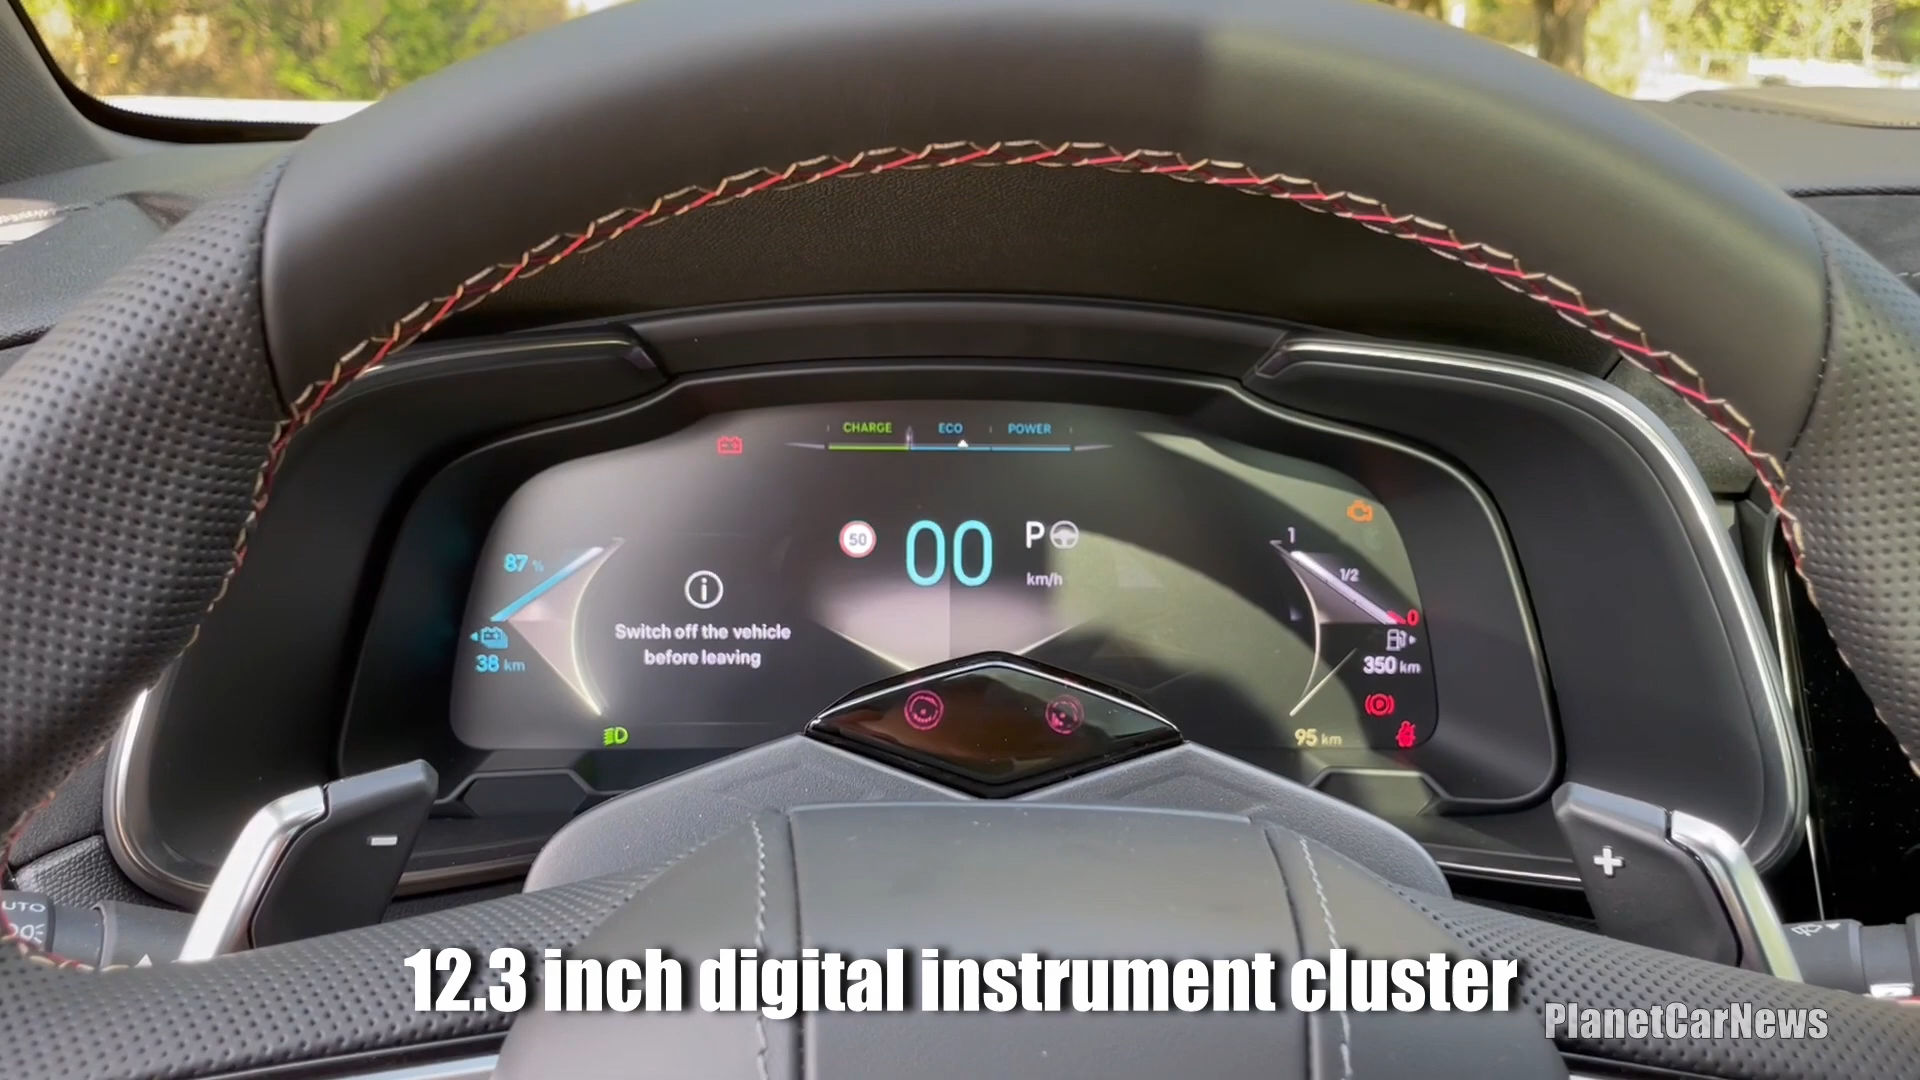 CHARGE ECO POWER
50 00 P
km/h
87 %
38 km
Switch off the vehicle
before leaving
1
1/2
0
350 km
95 km
UTO
12.3 inch digital instrument cluster
PlanetCarNews